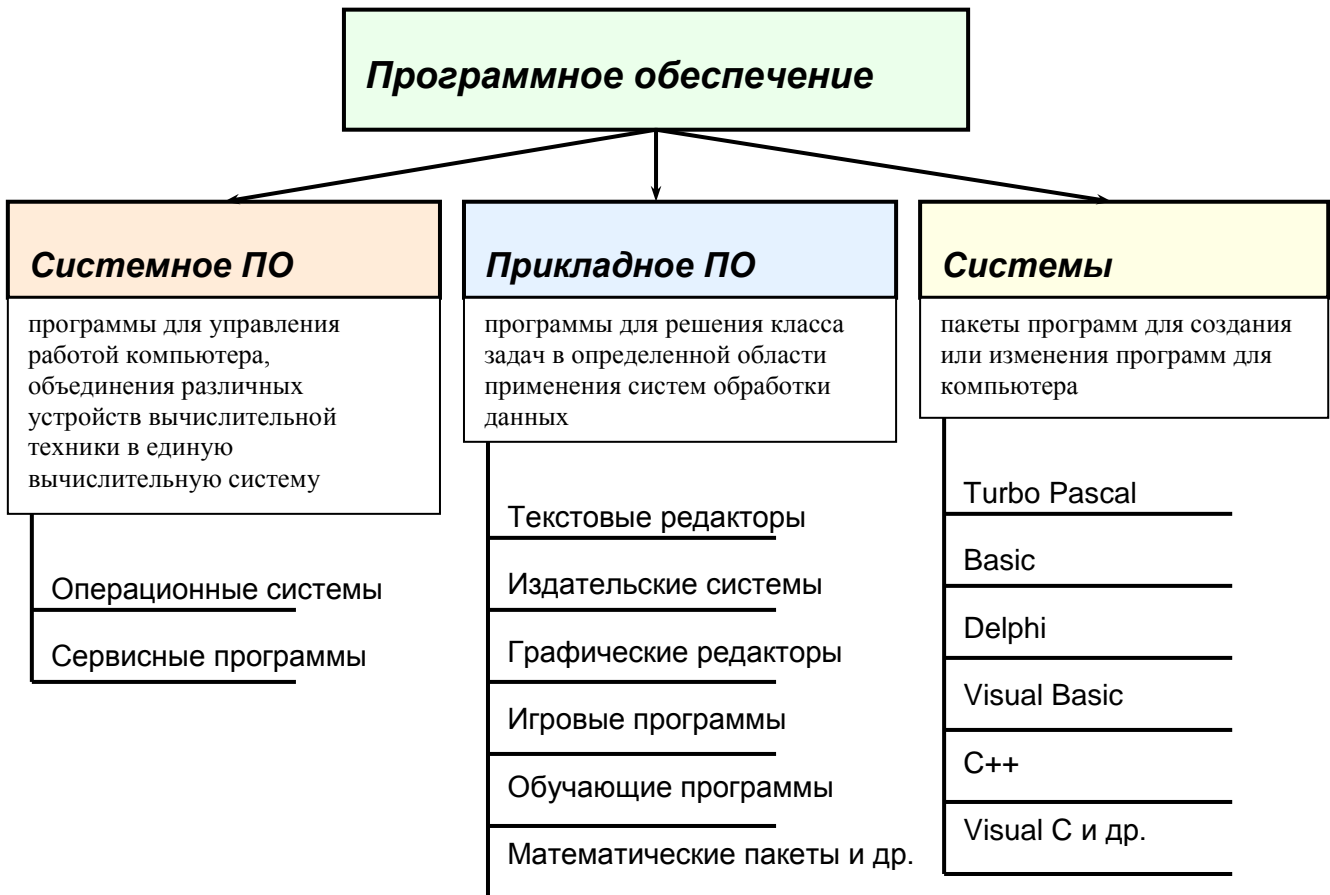 Программное обеспечение
Системное ПО
программы для управления
работой компьютера,
объединения различных
устройств вычислительной
техники в единую
вычислительную систему
Операционные системы
Сервисные программы
Прикладное ПО
программы для решения класса
задач в определенной области
применения систем обработки
данных
Текстовые редакторы
Издательские системы
Графические редакторы
Игровые программы
Обучающие программы
Математические пакеты и др.
Системы
пакеты программ для создания
или изменения программ для
компьютера
Turbo Pascal
Basic
Delphi
Visual Basic
C++
Visual C и др.